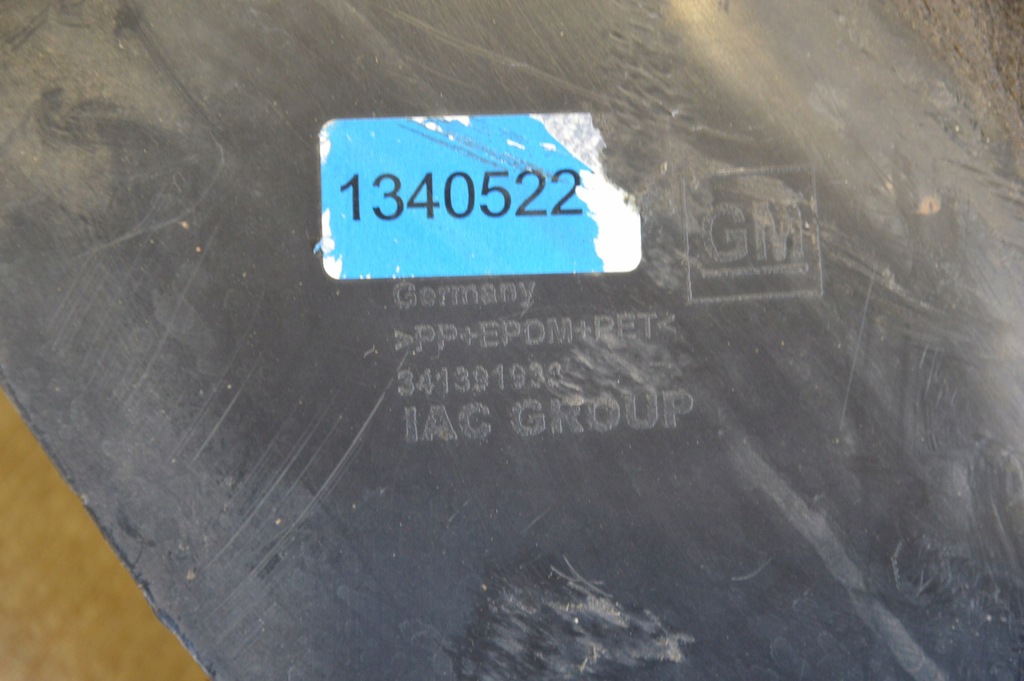 1340522
GM
Germany
>PP+EPDM+PET<
341391933
IAC GROUP